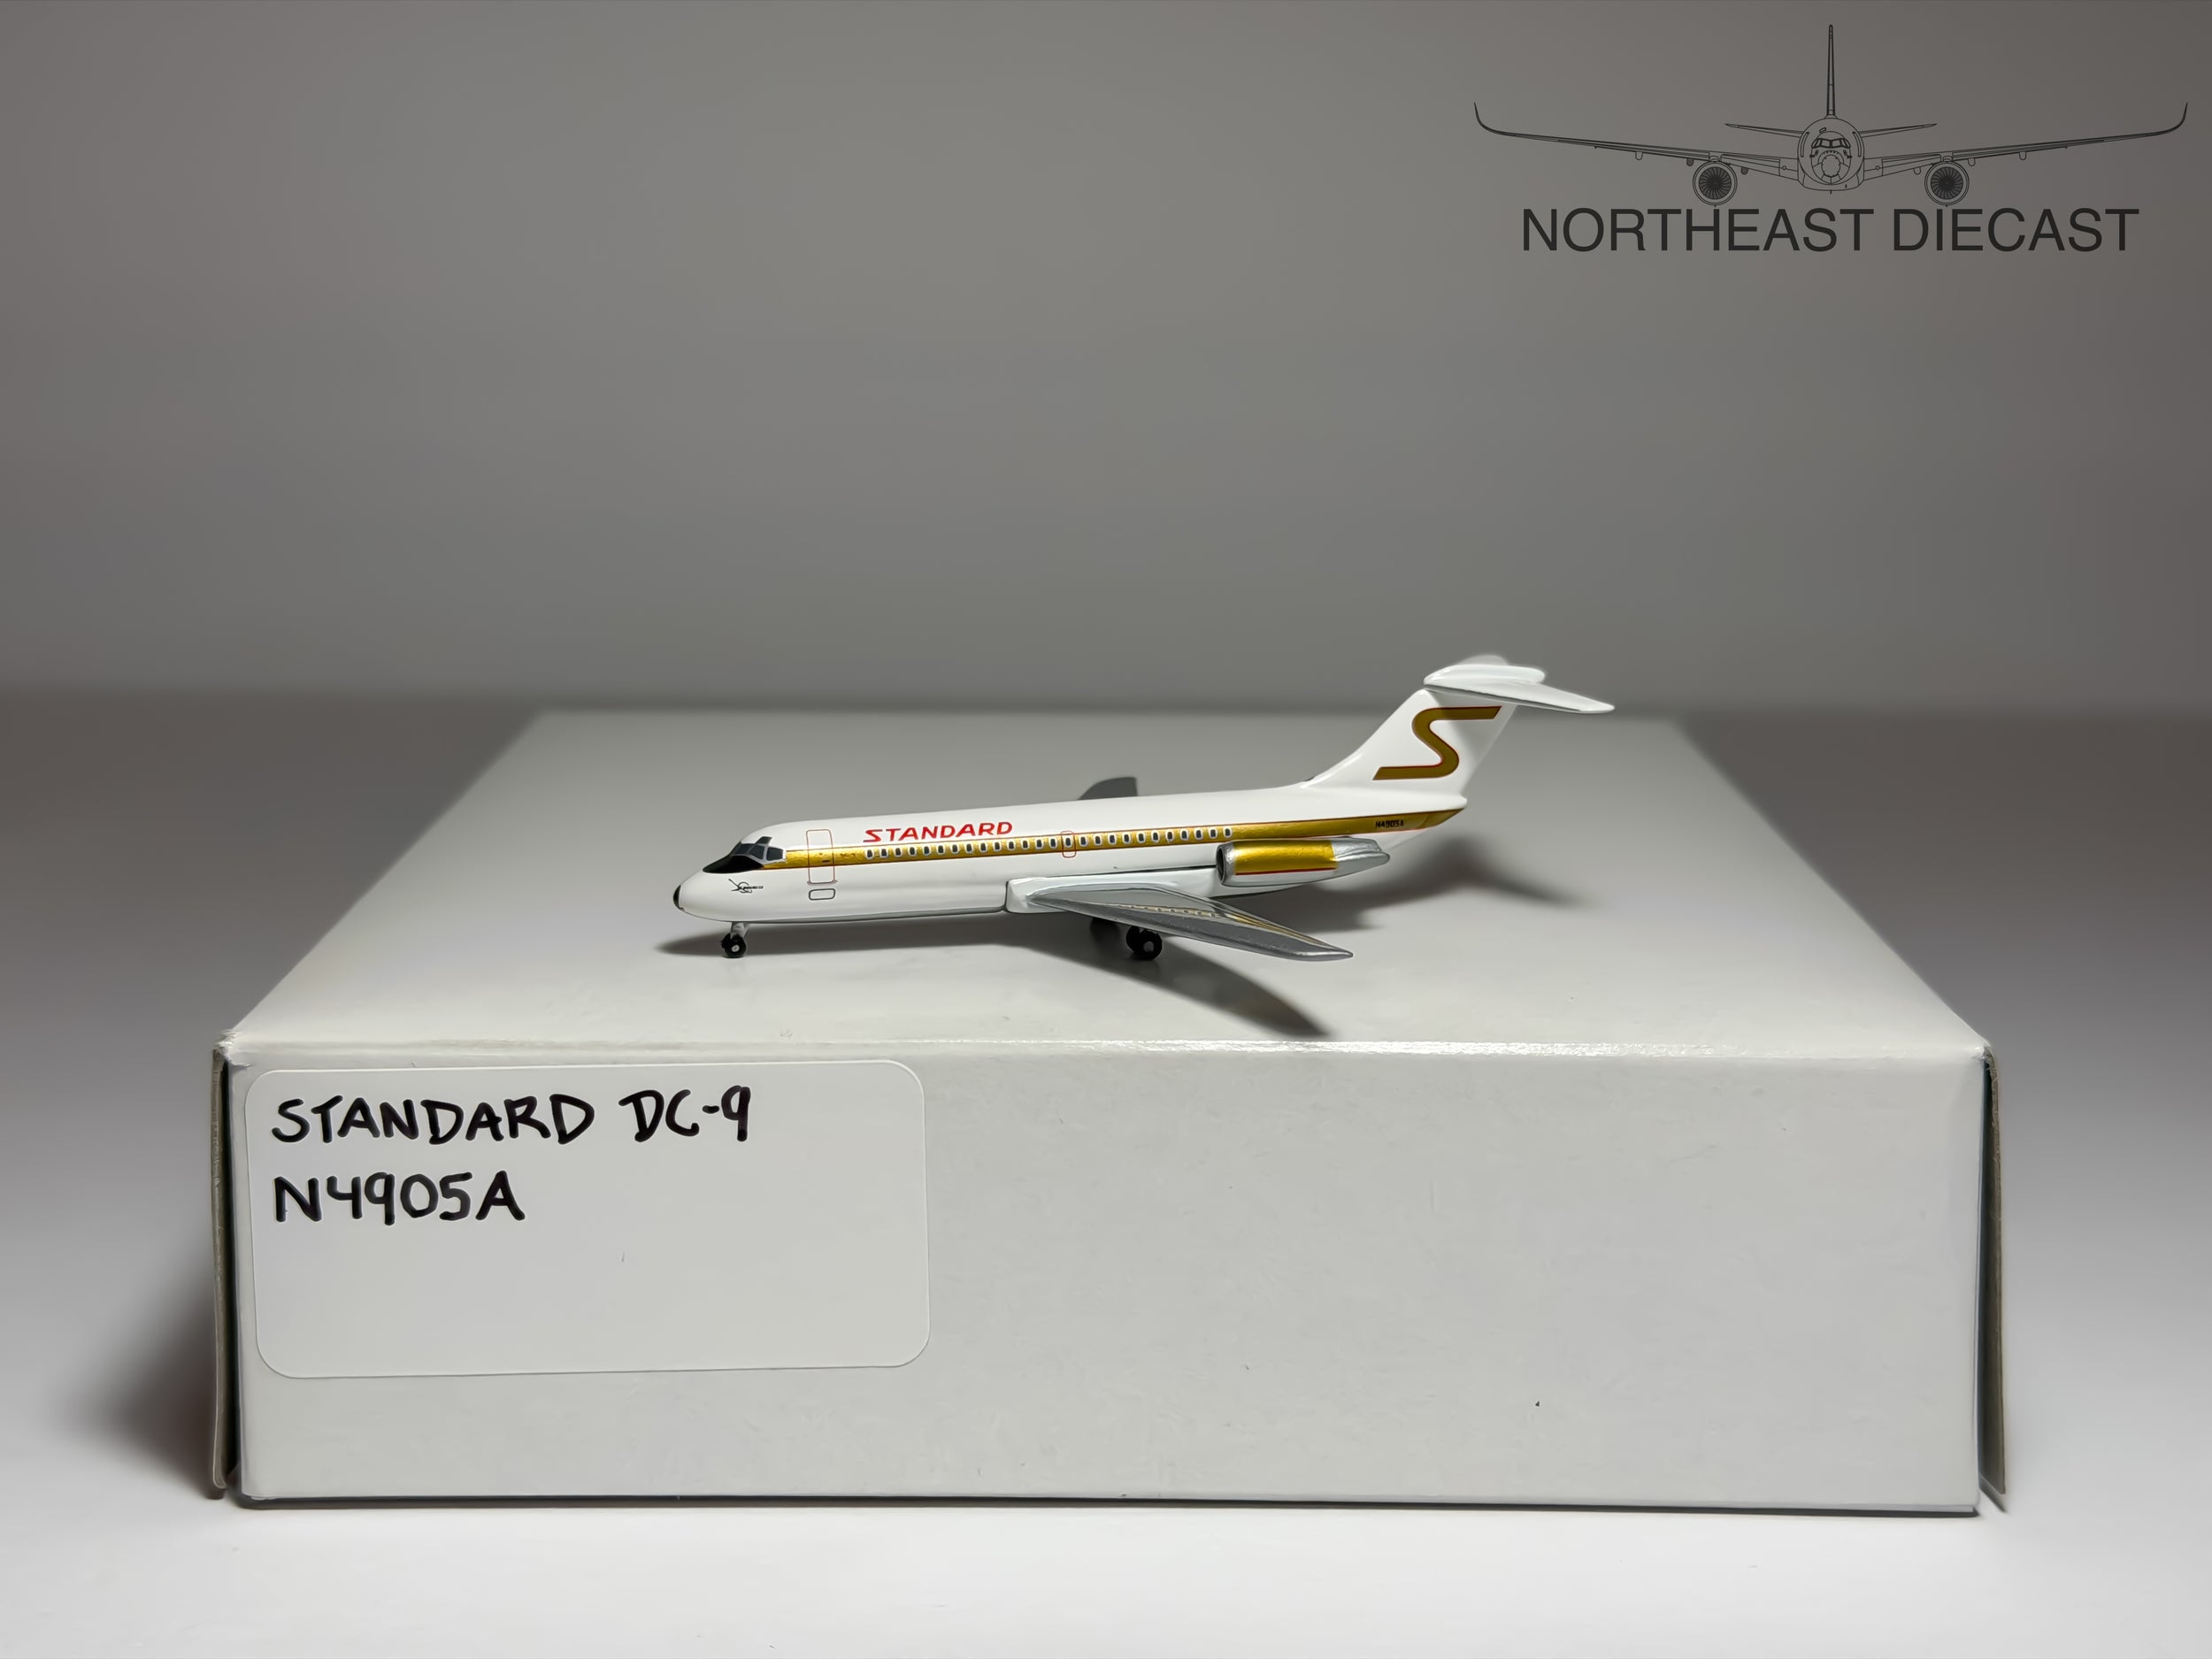 NORTHEAST DIECAST
S
STANDARD
N4905A
STANDARD DC-9
N4905A